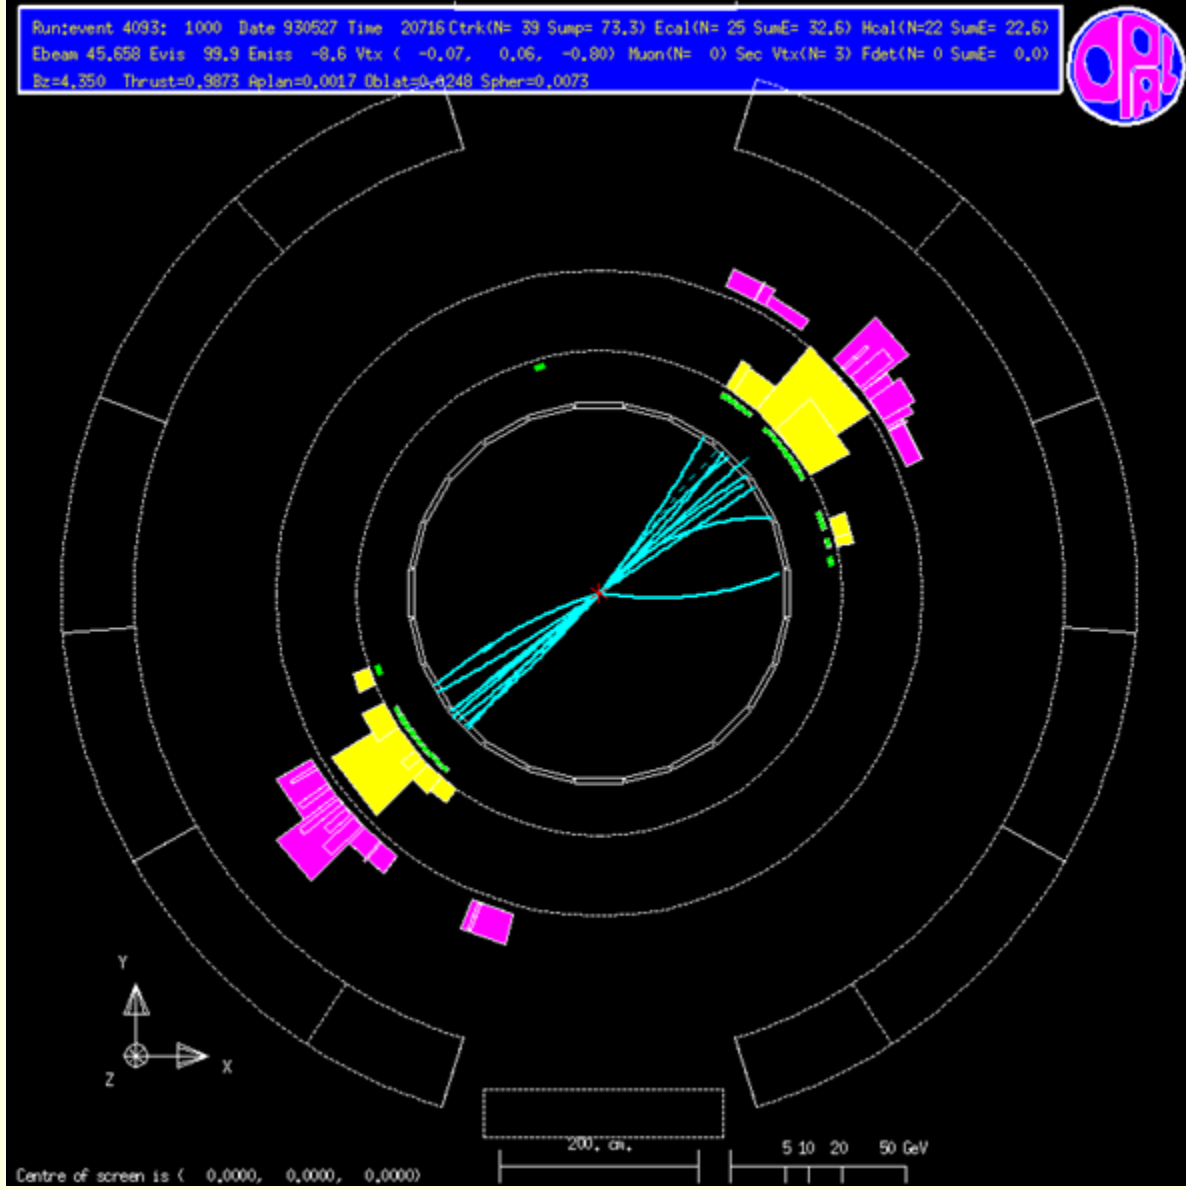 Run:event 4093: 1000 Date 930527 Time 20716 Ctrk(N= 39 Sump= 73.3) Ecal(N= 25 SumE= 32.6) Hcal(N=22 SumE= 22.6)
Ebeam 45.658 Evis 99.9 Emiss -8.6 Vtx ( -0.07, 0.06, -0.80) Muon(N= 0) Sec Vtx(N= 3) Fdet(N= 0 SumE= 0.0)
Bz=4.350 Thrust=0.9873 Aplan=0.0017 Oblat=0.0248 Spher=0.0073
OPAL
Y
Z
X
200. cm.
5 10 20 50 GeV
Centre of screen is ( 0.0000, 0.0000, 0.0000)